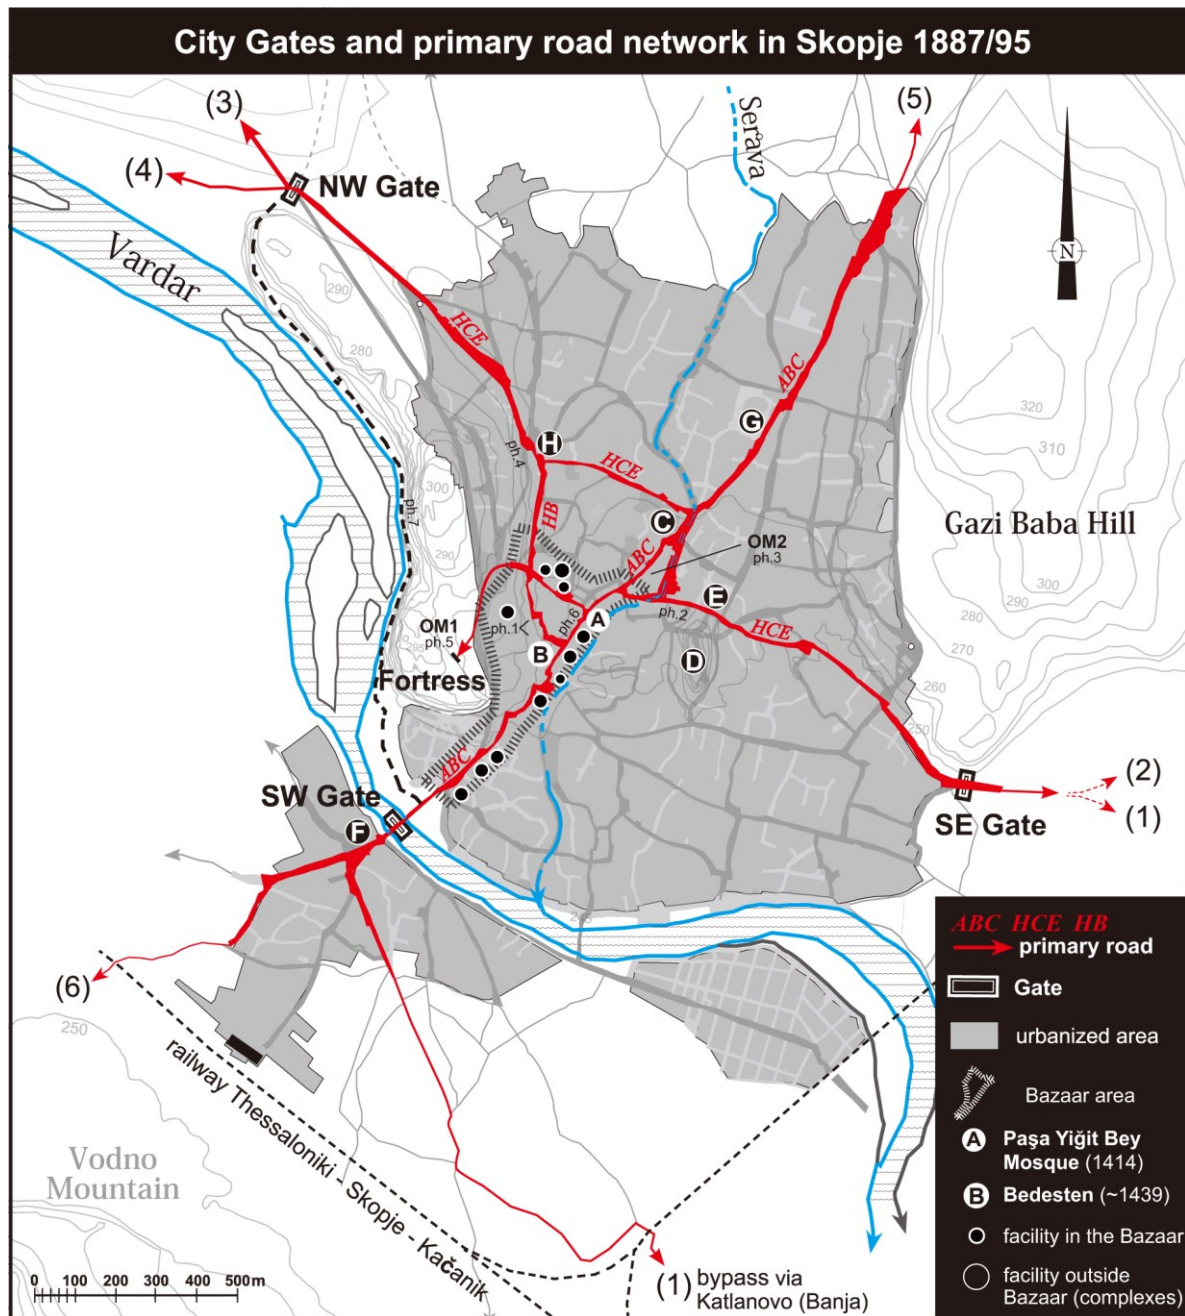 City Gates and primary road network in Skopje 1887/95
(3)
(5)
Serava
(4)
NW Gate
Vardar
N
290
HCE
280
ABC
320
310
G
H
ph.4
HCE
300
ph.7
HB
C
Gazi Baba Hill
290
ABC
OM2
ph.3
300
290
280
E
ph.2
ph.6
A
OM1
ph.5
ph.1
HCE
270
295
B
D
Fortress
260
250
ABC
(2)
SW Gate
(1)
SE Gate
F
245
ABC HCE HB
primary road
(6)
Gate
250
urbanized area
railway Thessaloniki - Skopje - Kačanik
Bazaar area
A Paşa Yiğit Bey
Mosque (1414)
Vodno
Mountain
B Bedesten (~1439)
facility in the Bazaar
(1) bypass via
Katlanovo (Banja)
facility outside
Bazaar (complexes)
0 100 200 300 400 500m